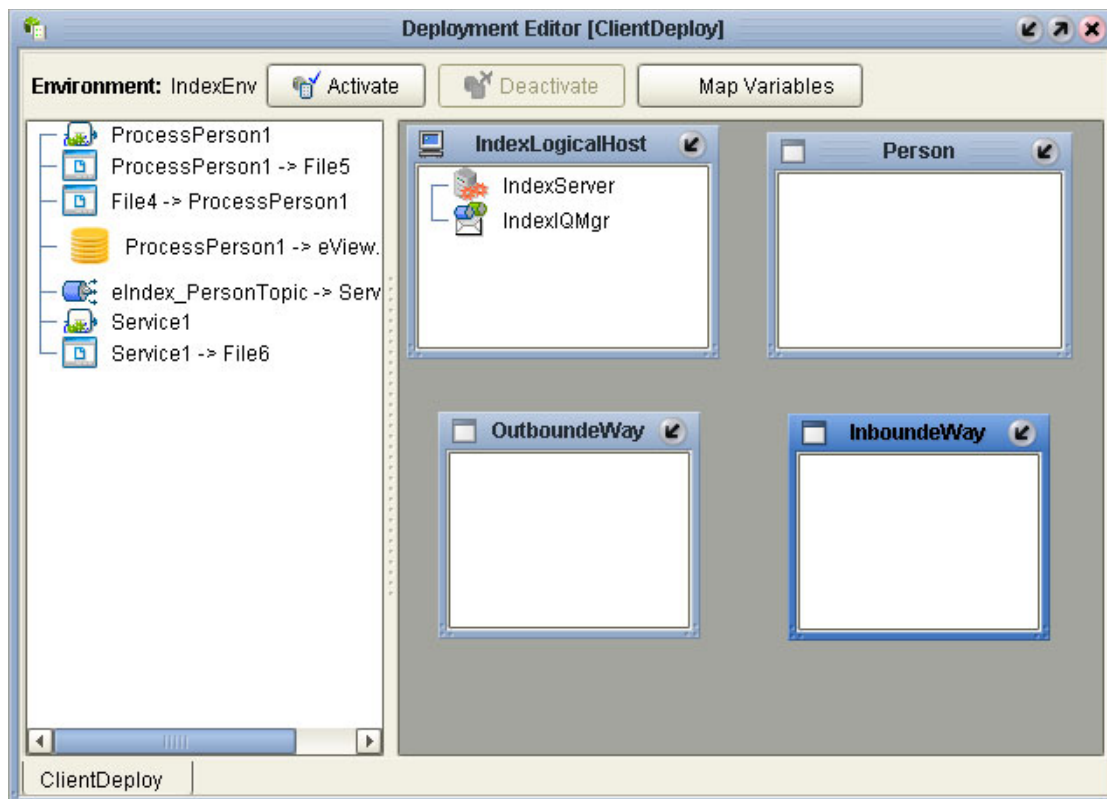 Deployment Editor [ClientDeploy]
Environment: IndexEnv Activate Deactivate Map Variables
ProcessPerson1
ProcessPerson1 -> File5
File4 -> ProcessPerson1
ProcessPerson1 -> eView.
eIndex_PersonTopic -> Serv
Service1
Service1 -> File6
IndexLogicalHost
IndexServer
IndexIQMgr
Person
OutboundeWay
InboundeWay
ClientDeploy